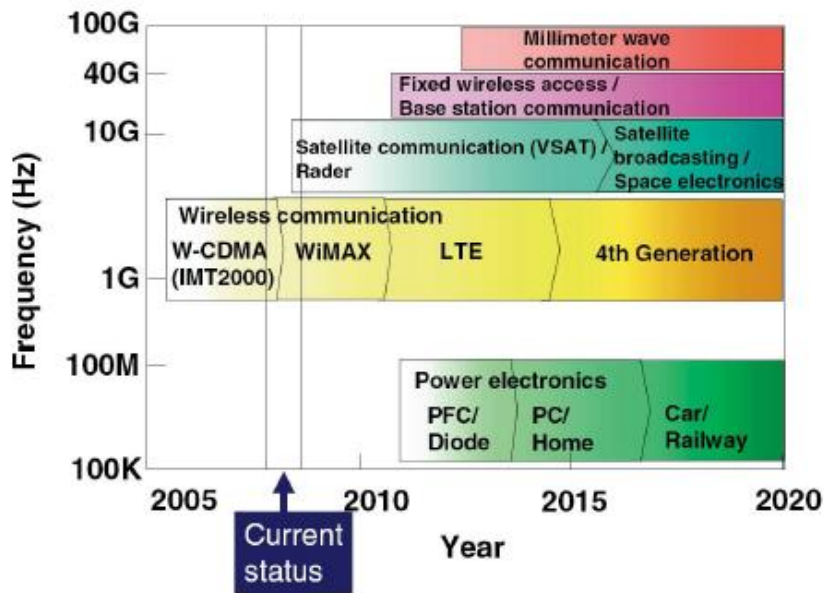 100G
40G
10G
1G
100M
100K
Frequency (Hz)
Millimeter wave
communication
Fixed wireless access /
Base station communication
Satellite communication (VSAT) /
Rader
Satellite
broadcasting /
Space electronics
Wireless communication
W-CDMA
(IMT2000)
WiMAX
LTE
4th Generation
Power electronics
PFC/
Diode
PC/
Home
Car/
Railway
2005
2010
2015
2020
Year
Current
status